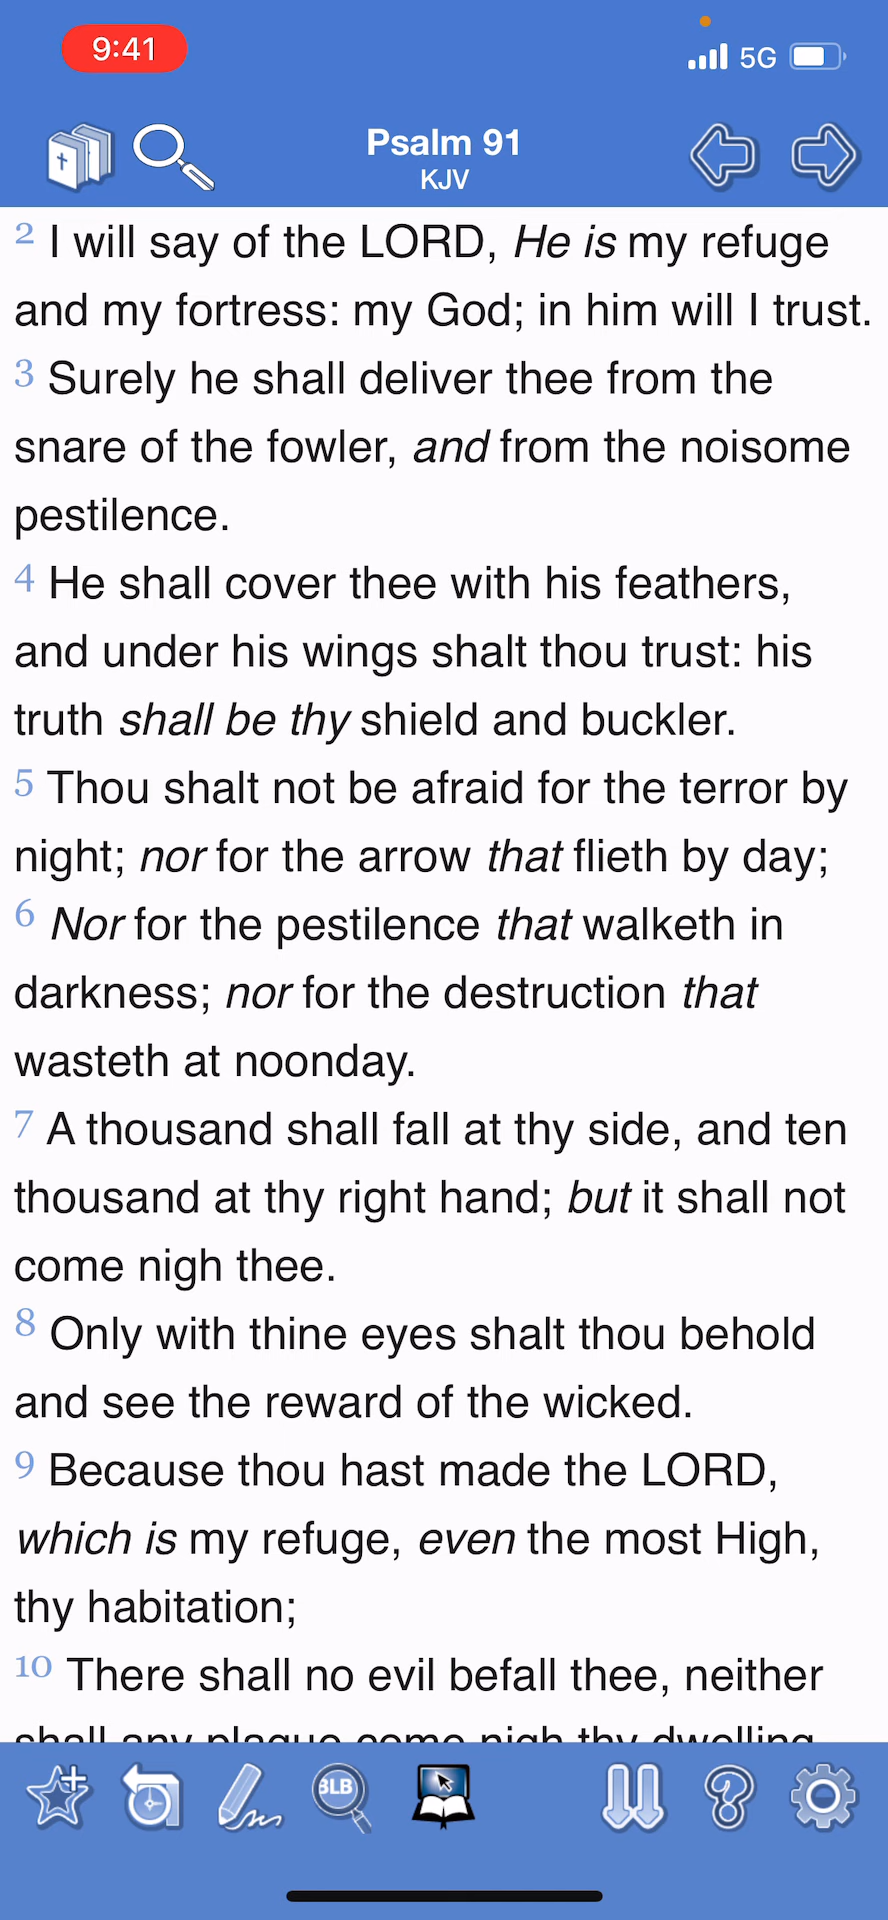 9:41
5G
Psalm 91
KJV
2 I will say of the LORD, He is my refuge
and my fortress: my God; in him will I trust.
3 Surely he shall deliver thee from the
snare of the fowler, and from the noisome
pestilence.
4 He shall cover thee with his feathers,
and under his wings shalt thou trust: his
truth shall be thy shield and buckler.
5 Thou shalt not be afraid for the terror by
night; nor for the arrow that flieth by day;
6 Nor for the pestilence that walketh in
darkness; nor for the destruction that
wasteth at noonday.
7 A thousand shall fall at thy side, and ten
thousand at thy right hand; but it shall not
come nigh thee.
8 Only with thine eyes shalt thou behold
and see the reward of the wicked.
9 Because thou hast made the LORD,
which is my refuge, even the most High,
thy habitation;
10 There shall no evil befall thee, neither
shall any plague come nigh thy dwelling
BLB